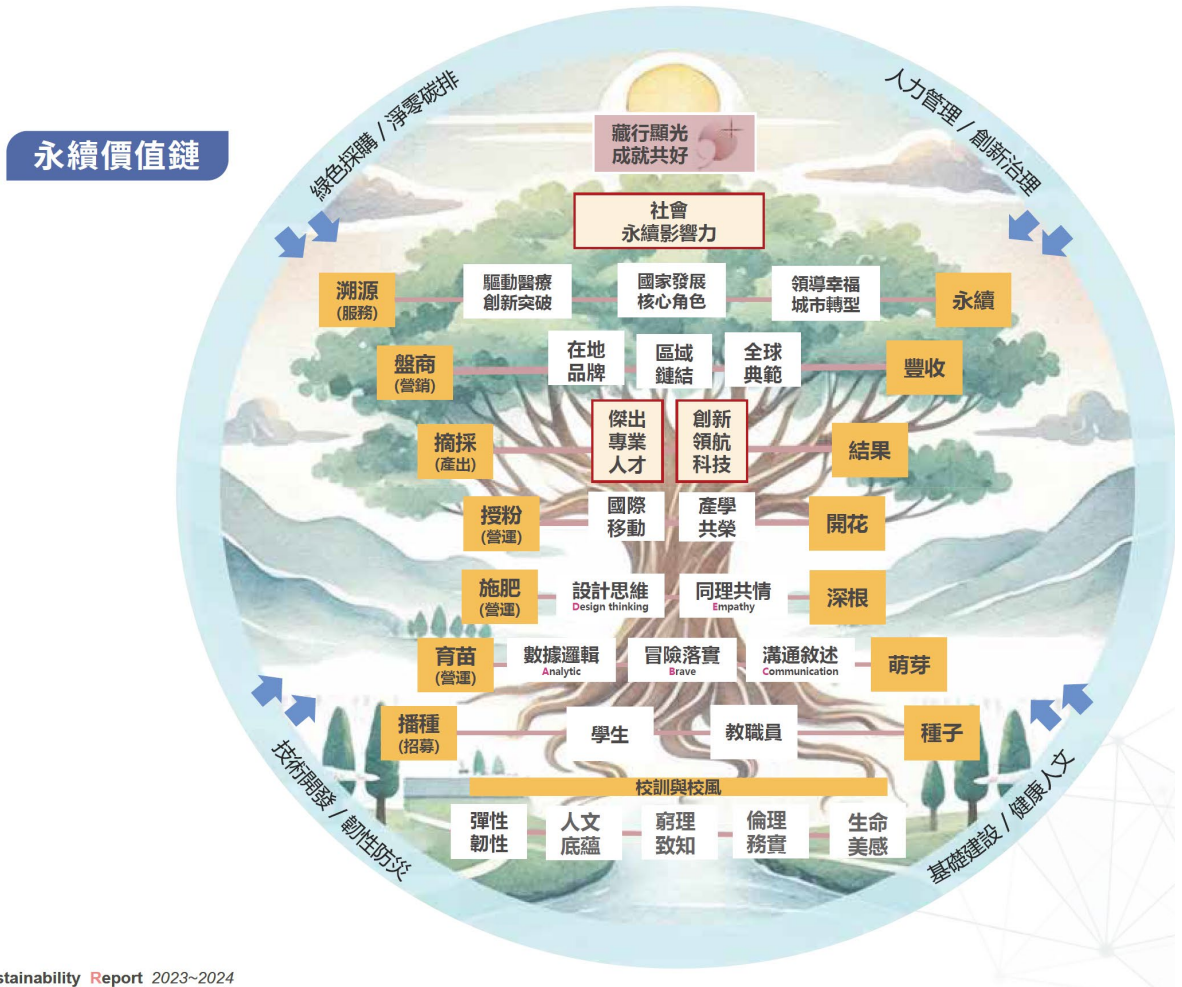 永續價值鏈
綠色採購 / 淨零碳排
人力管理 / 創新治理
藏行顯光
成就共好
社會
永續影響力
溯源
(服務)
驅動醫療
創新突破
國家發展
核心角色
領導幸福
城市轉型
永續
盤商
(營銷)
在地
品牌
區域
鏈結
全球
典範
豐收
摘採
(產出)
傑出
專業
人才
創新
領航
科技
結果
授粉
(營運)
國際
移動
產學
共榮
開花
施肥
(營運)
設計思維
Design thinking
同理共情
Empathy
深根
育苗
(營運)
數據邏輯
Analytic
冒險落實
Brave
溝通敘述
Communication
萌芽
播種
(招募)
學生
教職員
種子
校訓與校風
彈性
韌性
人文
底蘊
窮理
致知
倫理
務實
生命
美感
技術開發 / 韌性防災
基礎建設 / 健康人文
stainability Report 2023~2024